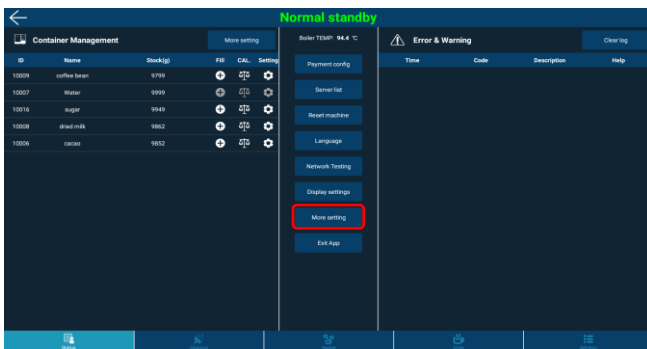 Normal standby
Container Management
More setting
ID Name Stock(g) Fill CAL. Setting
10009 coffee bean 9799
10007 Water 9999
10016 sugar 9949
10008 dried milk 9862
10006 cacao 9852
Boiler TEMP: 94.4 ℃
Payment config
Server list
Reset machine
Language
Network Testing
Display settings
More setting
Exit App
Error & Warning
Clear log
Time Code Description Help
Status